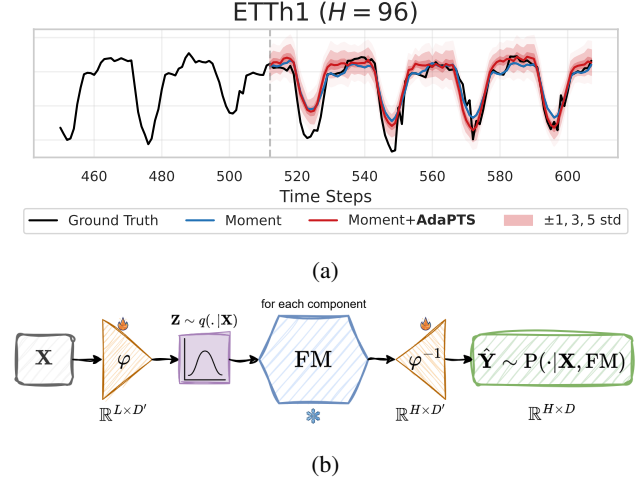 ETTh1 (H = 96)
460 480 500 520 540 560 580 600
Time Steps
Ground Truth Moment Moment+AdaPTS ±1, 3, 5 std
(a)
for each component
Z ∼ q(.|X)
X φ FM φ⁻¹ Ŷ ∼ P(·|X, FM)
ℝ^{L×D′} ℝ^{H×D′} ℝ^{H×D}
(b)